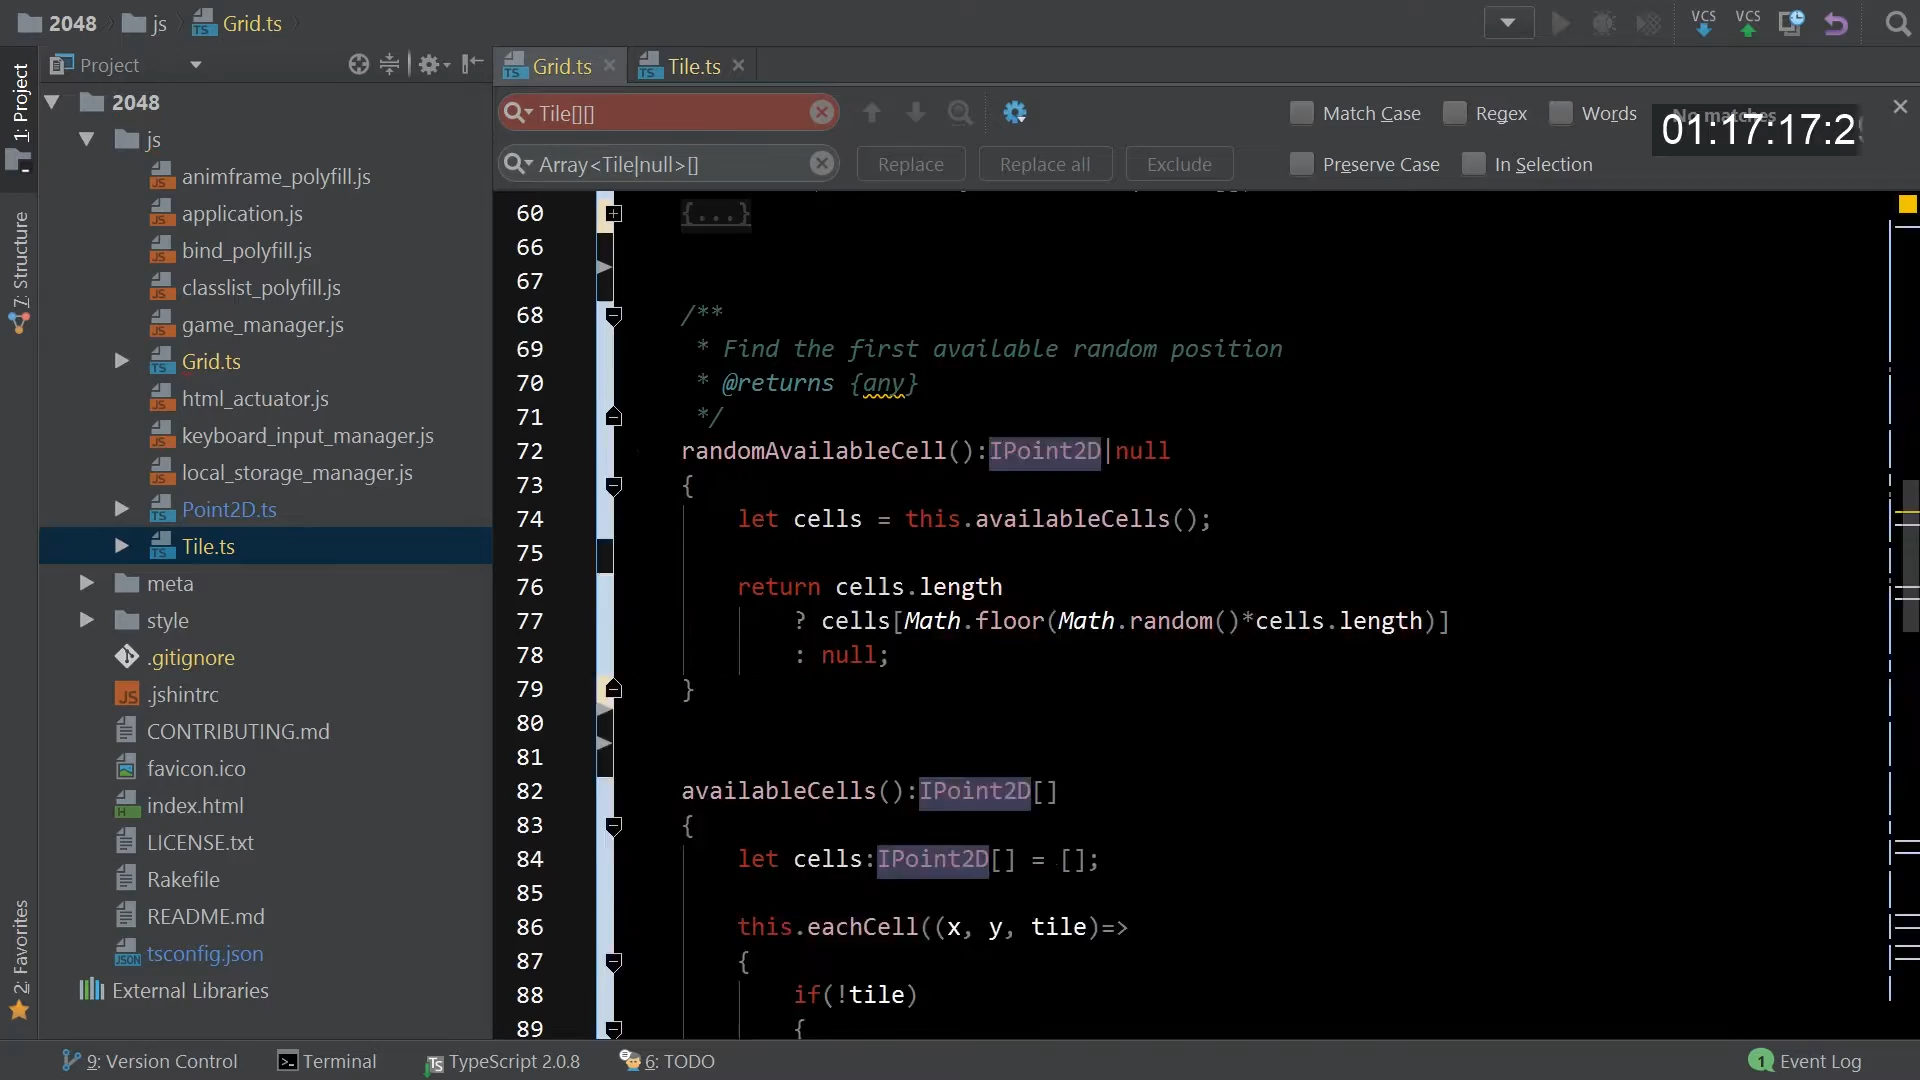 2048 js Grid.ts
VCS VCS
Project
Grid.ts Tile.ts
1: Project
7: Structure
2: Favorites
2048
js
animframe_polyfill.js
application.js
bind_polyfill.js
classlist_polyfill.js
game_manager.js
Grid.ts
html_actuator.js
keyboard_input_manager.js
local_storage_manager.js
Point2D.ts
Tile.ts
meta
style
.gitignore
.jshintrc
CONTRIBUTING.md
favicon.ico
index.html
LICENSE.txt
Rakefile
README.md
tsconfig.json
External Libraries
Tile[][]
Match Case Regex Words No matches
01:17:17:2
Array<Tile|null>[] Replace Replace all Exclude Preserve Case In Selection
60 {...}
66
67
68 /**
69 * Find the first available random position
70 * @returns {any}
71 */
72 randomAvailableCell():IPoint2D|null
73 {
74 let cells = this.availableCells();
75
76 return cells.length
77 ? cells[Math.floor(Math.random()*cells.length)]
78 : null;
79 }
80
81
82 availableCells():IPoint2D[]
83 {
84 let cells:IPoint2D[] = [];
85
86 this.eachCell((x, y, tile)=>
87 {
88 if(!tile)
89 {
9: Version Control Terminal TypeScript 2.0.8 6: TODO 1 Event Log